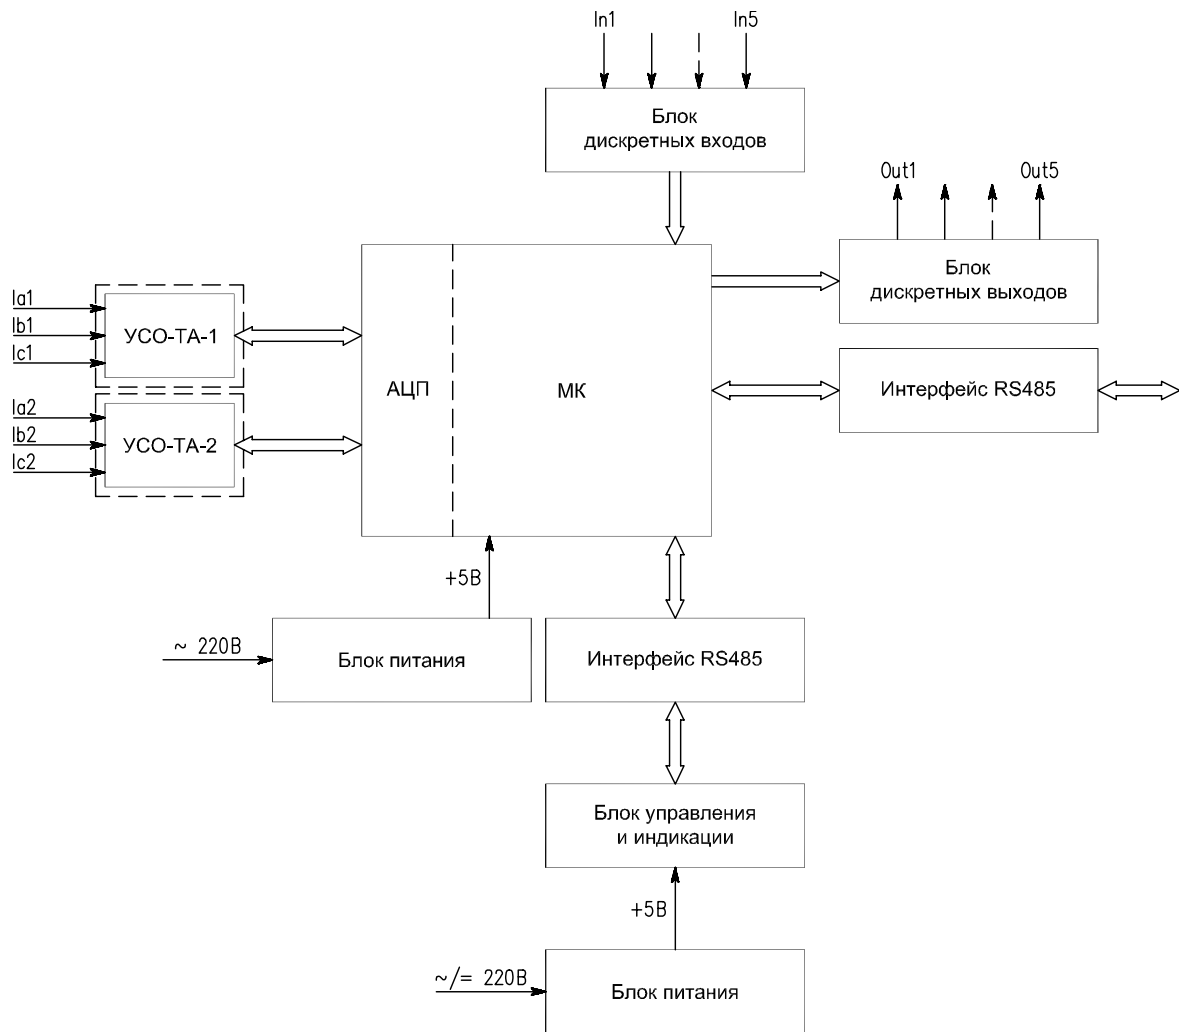 In1
In5
Блок
дискретных входов
Out1
Out5
Блок
дискретных выходов
Ia1
Ib1
Ic1
УСО-ТА-1
Ia2
Ib2
Ic2
УСО-ТА-2
АЦП
МК
Интерфейс RS485
+5В
~ 220В
Блок питания
Интерфейс RS485
Блок управления
и индикации
+5В
~/= 220В
Блок питания